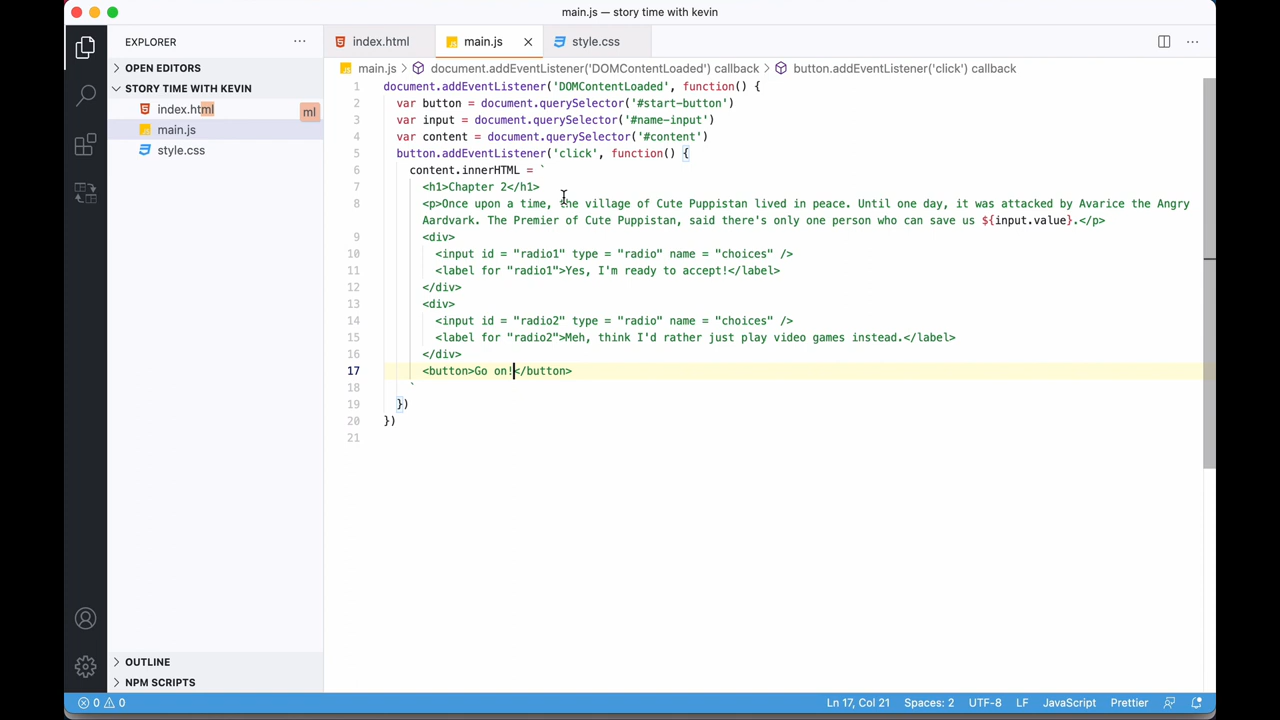 main.js — story time with kevin
EXPLORER
index.html
main.js
style.css
OPEN EDITORS
main.js > document.addEventListener('DOMContentLoaded') callback > button.addEventListener('click') callback
STORY TIME WITH KEVIN
index.html
ml
main.js
style.css
1 document.addEventListener('DOMContentLoaded', function() {
2 var button = document.querySelector('#start-button')
3 var input = document.querySelector('#name-input')
4 var content = document.querySelector('#content')
5 button.addEventListener('click', function() {
6 content.innerHTML = `
7 <h1>Chapter 2</h1>
8 <p>Once upon a time, the village of Cute Puppistan lived in peace. Until one day, it was attacked by Avarice the Angry
Aardvark. The Premier of Cute Puppistan, said there's only one person who can save us ${input.value}.</p>
9 <div>
10 <input id = "radio1" type = "radio" name = "choices" />
11 <label for "radio1">Yes, I'm ready to accept!</label>
12 </div>
13 <div>
14 <input id = "radio2" type = "radio" name = "choices" />
15 <label for "radio2">Meh, think I'd rather just play video games instead.</label>
16 </div>
17 <button>Go on!</button>
18 `
19 })
20 })
21
OUTLINE
NPM SCRIPTS
0 0
Ln 17, Col 21
Spaces: 2
UTF-8
LF
JavaScript
Prettier